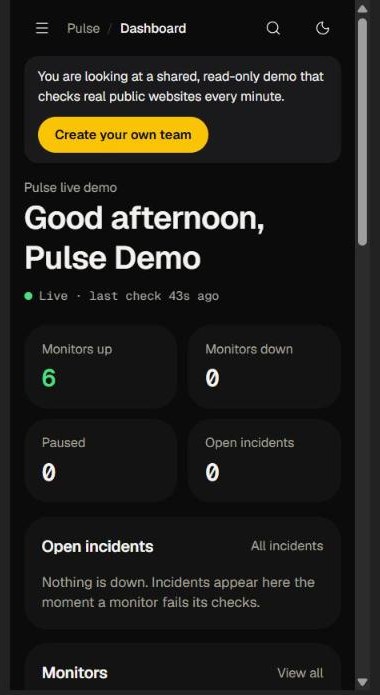 Pulse / Dashboard
You are looking at a shared, read-only demo that
checks real public websites every minute.
Create your own team
Pulse live demo
Good afternoon,
Pulse Demo
Live · last check 43s ago
Monitors up
6
Monitors down
0
Paused
0
Open incidents
0
Open incidents
All incidents
Nothing is down. Incidents appear here the
moment a monitor fails its checks.
Monitors
View all